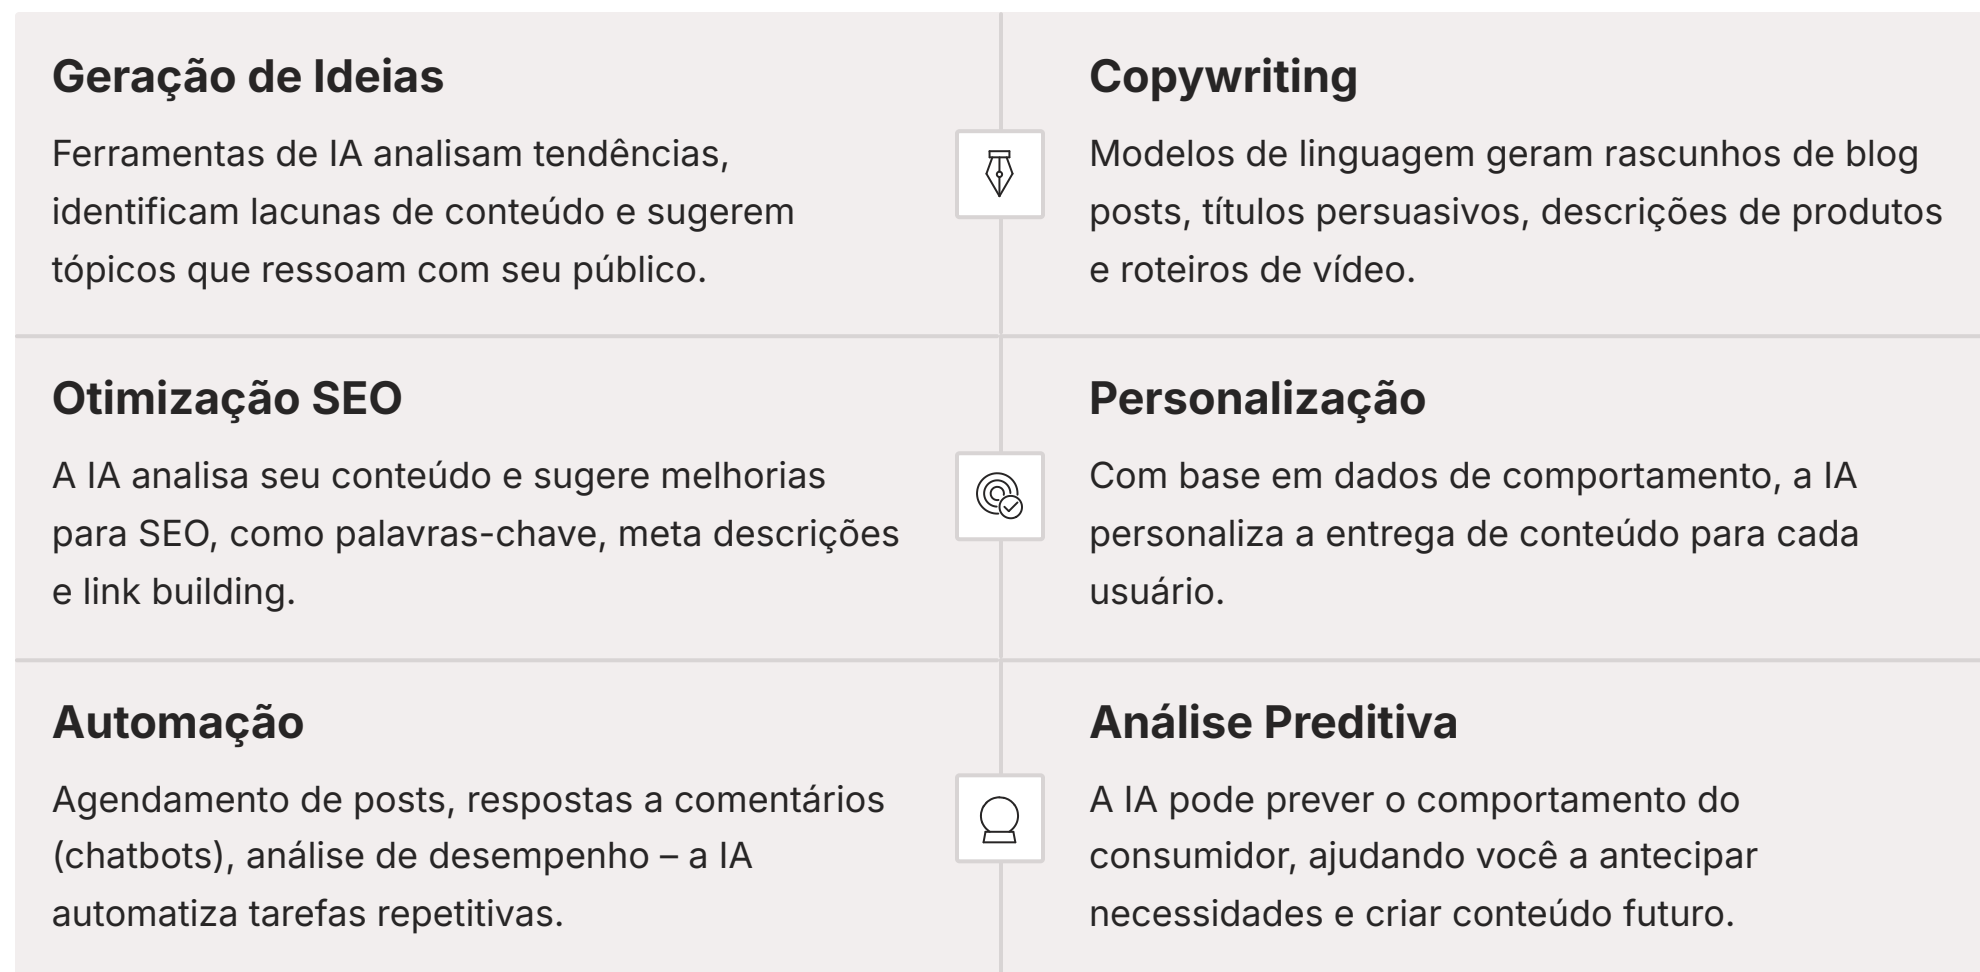 Geração de Ideias
Ferramentas de IA analisam tendências,
identificam lacunas de conteúdo e sugerem
tópicos que ressoam com seu público.
Copywriting
Modelos de linguagem geram rascunhos de blog
posts, títulos persuasivos, descrições de produtos
e roteiros de vídeo.
Otimização SEO
A IA analisa seu conteúdo e sugere melhorias
para SEO, como palavras-chave, meta descrições
e link building.
Personalização
Com base em dados de comportamento, a IA
personaliza a entrega de conteúdo para cada
usuário.
Automação
Agendamento de posts, respostas a comentários
(chatbots), análise de desempenho – a IA
automatiza tarefas repetitivas.
Análise Preditiva
A IA pode prever o comportamento do
consumidor, ajudando você a antecipar
necessidades e criar conteúdo futuro.